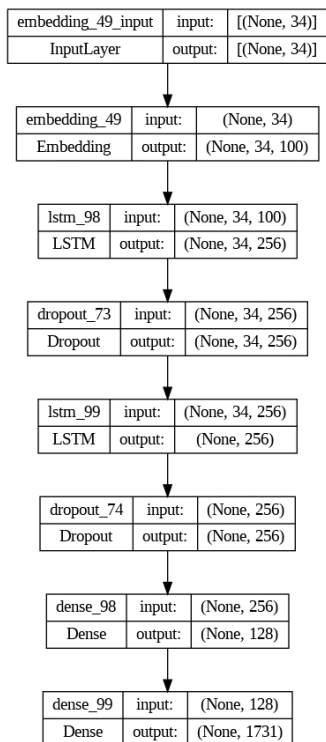 embedding_49_input input: [(None, 34)]
InputLayer output: [(None, 34)]
embedding_49 input: (None, 34)
Embedding output: (None, 34, 100)
lstm_98 input: (None, 34, 100)
LSTM output: (None, 34, 256)
dropout_73 input: (None, 34, 256)
Dropout output: (None, 34, 256)
lstm_99 input: (None, 34, 256)
LSTM output: (None, 256)
dropout_74 input: (None, 256)
Dropout output: (None, 256)
dense_98 input: (None, 256)
Dense output: (None, 128)
dense_99 input: (None, 128)
Dense output: (None, 1731)